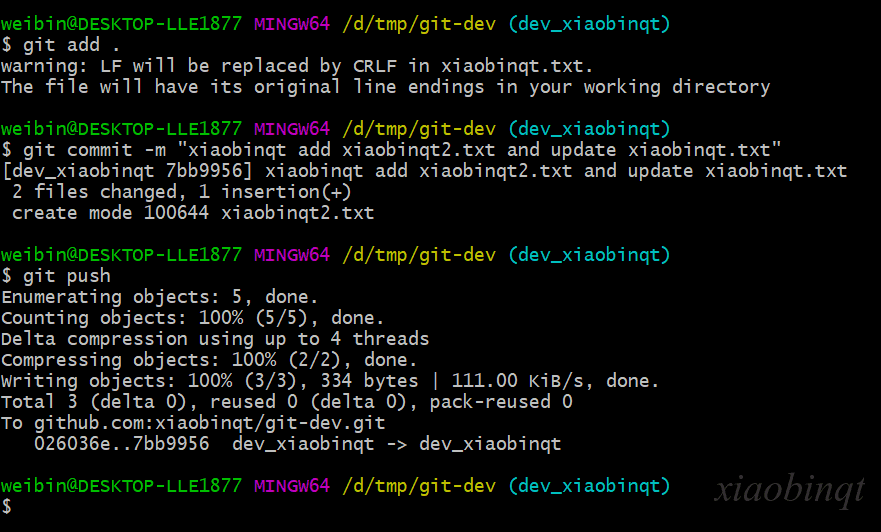 weibin@DESKTOP-LLE1877 MINGW64 /d/tmp/git-dev (dev_xiaobinqt)
$ git add .
warning: LF will be replaced by CRLF in xiaobinqt.txt.
The file will have its original line endings in your working directory

weibin@DESKTOP-LLE1877 MINGW64 /d/tmp/git-dev (dev_xiaobinqt)
$ git commit -m "xiaobinqt add xiaobinqt2.txt and update xiaobinqt.txt"
[dev_xiaobinqt 7bb9956] xiaobinqt add xiaobinqt2.txt and update xiaobinqt.txt
 2 files changed, 1 insertion(+)
 create mode 100644 xiaobinqt2.txt

weibin@DESKTOP-LLE1877 MINGW64 /d/tmp/git-dev (dev_xiaobinqt)
$ git push
Enumerating objects: 5, done.
Counting objects: 100% (5/5), done.
Delta compression using up to 4 threads
Compressing objects: 100% (2/2), done.
Writing objects: 100% (3/3), 334 bytes | 111.00 KiB/s, done.
Total 3 (delta 0), reused 0 (delta 0), pack-reused 0
To github.com:xiaobinqt/git-dev.git
   026036e..7bb9956  dev_xiaobinqt -> dev_xiaobinqt

weibin@DESKTOP-LLE1877 MINGW64 /d/tmp/git-dev (dev_xiaobinqt)
$
xiaobinqt